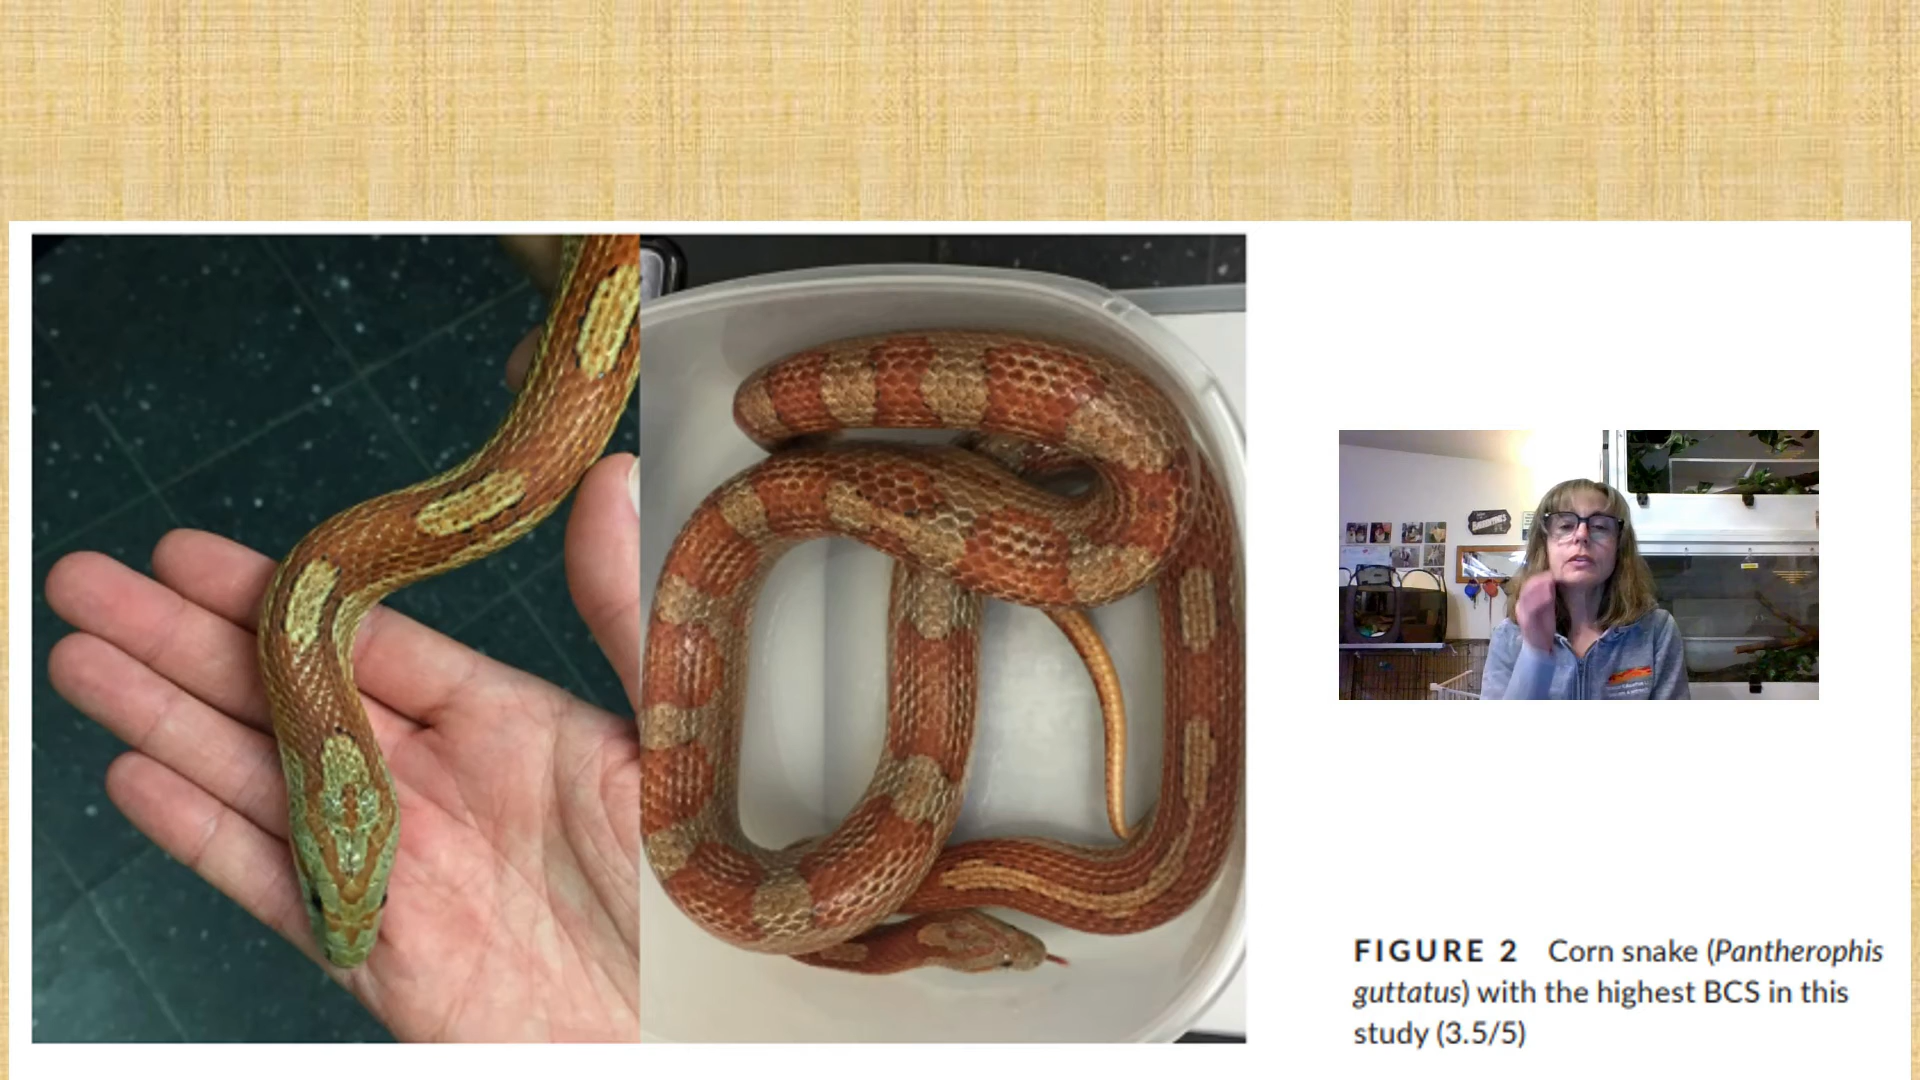 FIGURE 2 Corn snake (Pantherophis
guttatus) with the highest BCS in this
study (3.5/5)